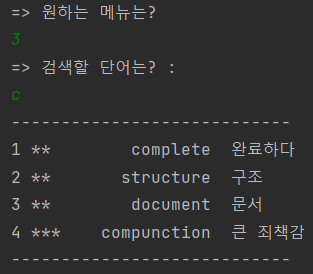 => 원하는 메뉴는?
3
=> 검색할 단어는? :
c
------------------------------
1 **        complete  완료하다
2 **       structure  구조
3 **        document  문서
4 ***    compunction  큰 죄책감
------------------------------